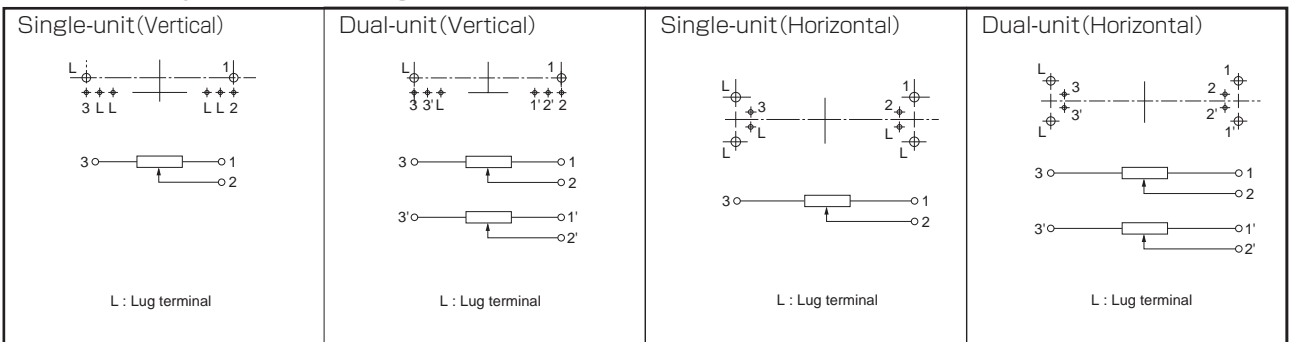 Single-unit(Vertical)
L 1
3 L L L L 2
3 1
2
L : Lug terminal
Dual-unit(Vertical)
L 1
3 3' L 1' 2' 2
3 1
2
3' 1'
2'
L : Lug terminal
Single-unit(Horizontal)
L 1
3 2
L L
L L
3 1
2
L : Lug terminal
Dual-unit(Horizontal)
L 1
3 2
3' 2'
L 1'
3 1
2
3' 1'
2'
L : Lug terminal